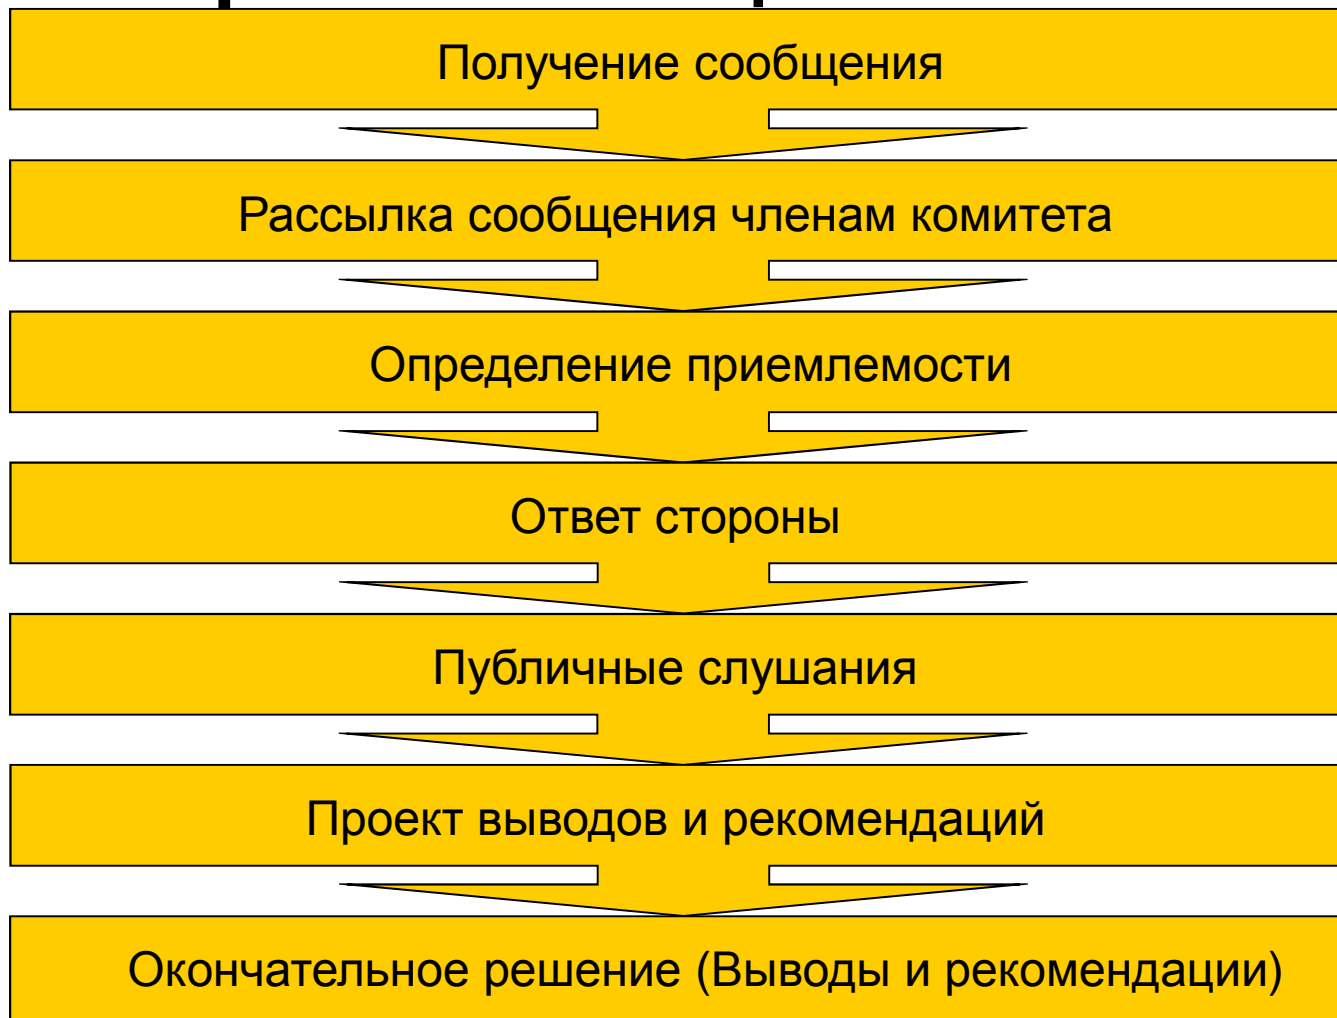 Получение сообщения
Рассылка сообщения членам комитета
Определение приемлемости
Ответ стороны
Публичные слушания
Проект выводов и рекомендаций
Окончательное решение (Выводы и рекомендации)